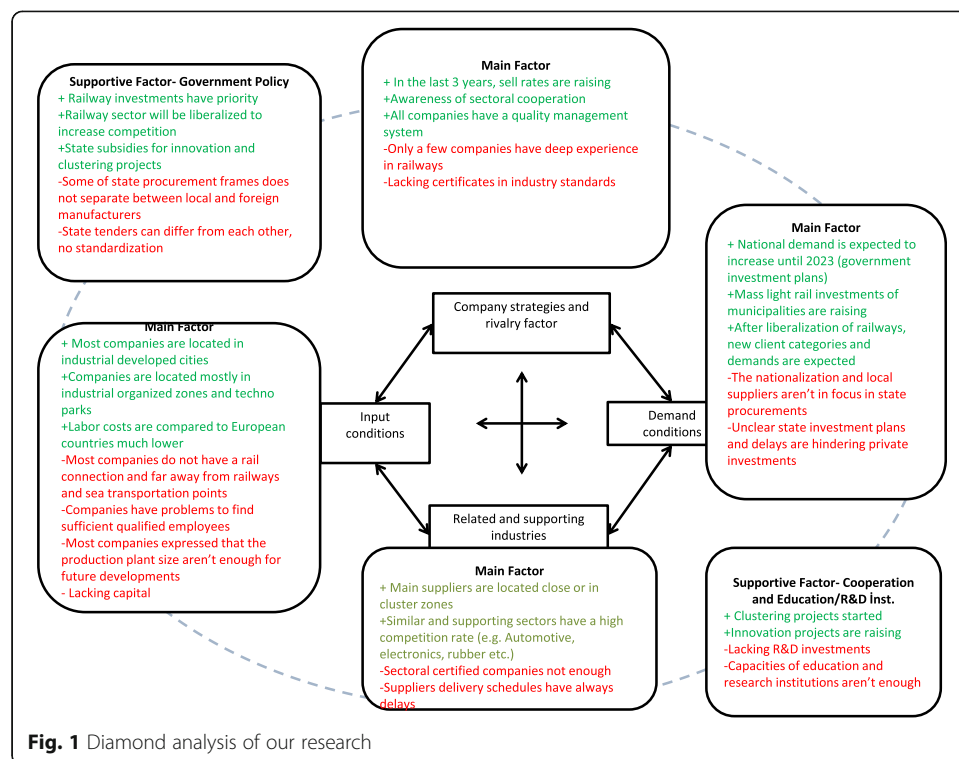 Supportive Factor- Government Policy
+ Railway investments have priority
+Railway sector will be liberalized to
increase competition
+State subsidies for innovation and
clustering projects
-Some of state procurement frames does
not separate between local and foreign
manufacturers
-State tenders can differ from each other,
no standardization
Main Factor
+ In the last 3 years, sell rates are raising
+Awareness of sectoral cooperation
+All companies have a quality management
system
-Only a few companies have deep experience
in railways
-Lacking certificates in industry standards
Main Factor
+ National demand is expected to
increase until 2023 (government
investment plans)
+Mass light rail investments of
municipalities are raising
+After liberalization of railways,
new client categories and
demands are expected
-The nationalization and local
suppliers aren't in focus in state
procurements
-Unclear state investment plans
and delays are hindering private
investments
Company strategies and
rivalry factor
Main Factor
+ Most companies are located in
industrial developed cities
+Companies are located mostly in
industrial organized zones and techno
parks
+Labor costs are compared to European
countries much lower
-Most companies do not have a rail
connection and far away from railways
and sea transportation points
-Companies have problems to find
sufficient qualified employees
-Most companies expressed that the
production plant size aren't enough for
future developments
- Lacking capital
Input
conditions
Demand
conditions
Related and supporting
industries
Main Factor
+ Main suppliers are located close or in
cluster zones
+Similar and supporting sectors have a high
competition rate (e.g. Automotive,
electronics, rubber etc.)
-Sectoral certified companies not enough
-Suppliers delivery schedules have always
delays
Supportive Factor- Cooperation
and Education/R&D İnst.
+ Clustering projects started
+Innovation projects are raising
-Lacking R&D investments
-Capacities of education and
research institutions aren't enough
Fig. 1 Diamond analysis of our research